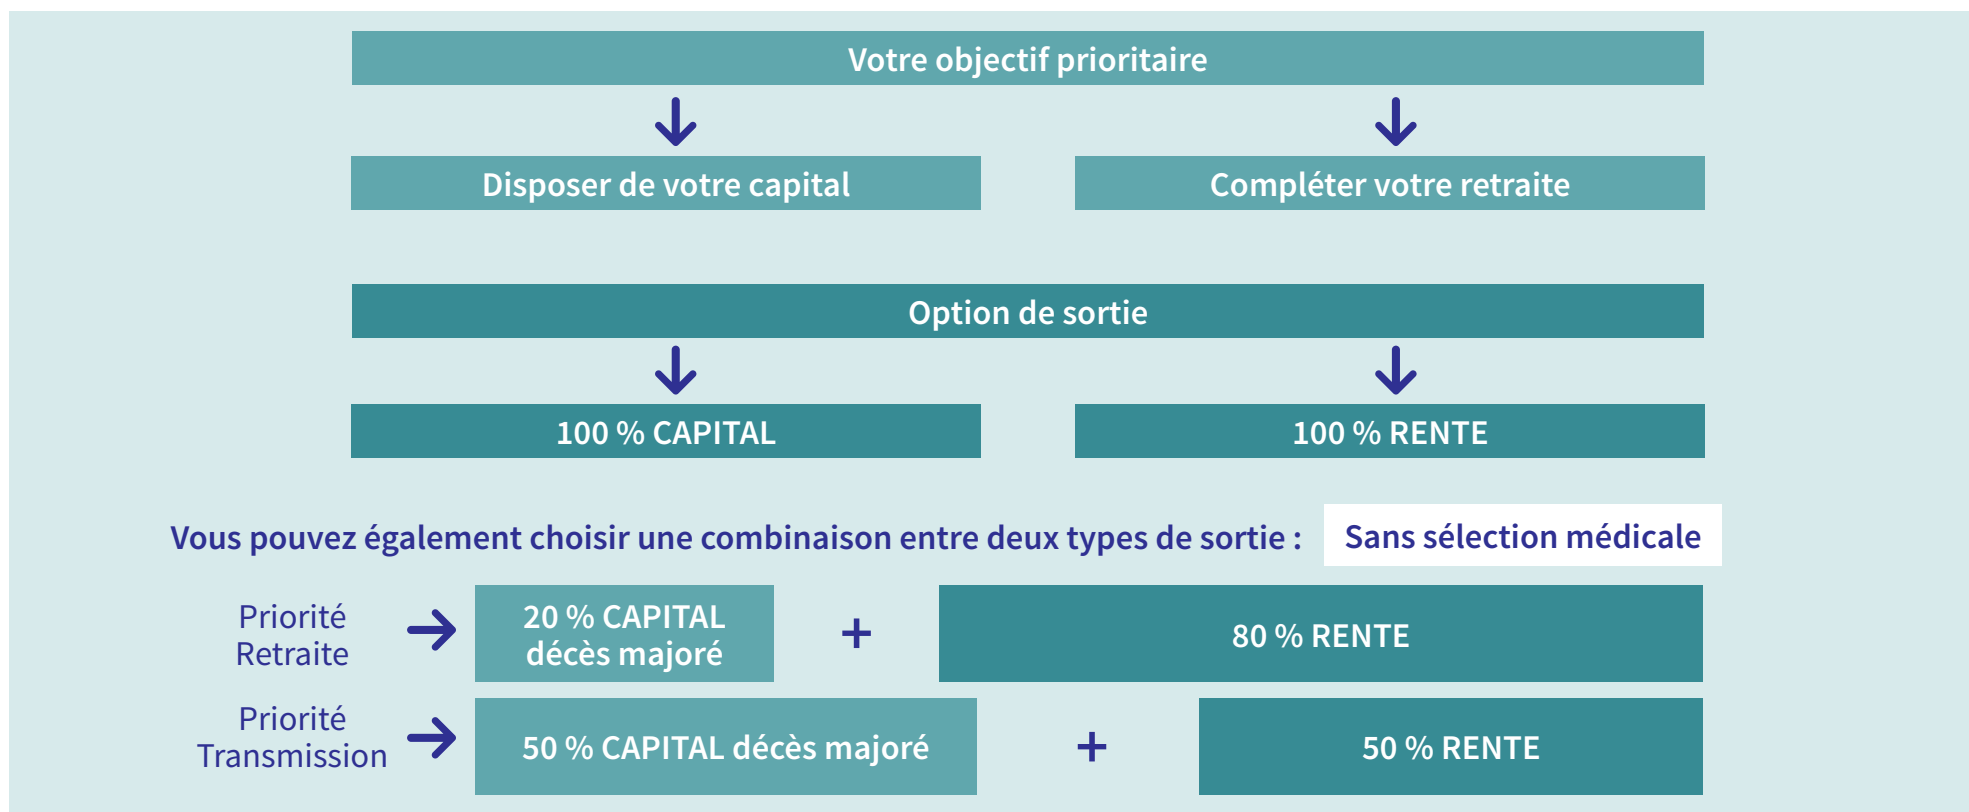 Votre objectif prioritaire
Disposer de votre capital
Compléter votre retraite
Option de sortie
100 % CAPITAL
100 % RENTE
Vous pouvez également choisir une combinaison entre deux types de sortie :
Sans sélection médicale
Priorité
Retraite
20 % CAPITAL
décès majoré
+
80 % RENTE
Priorité
Transmission
50 % CAPITAL décès majoré
+
50 % RENTE